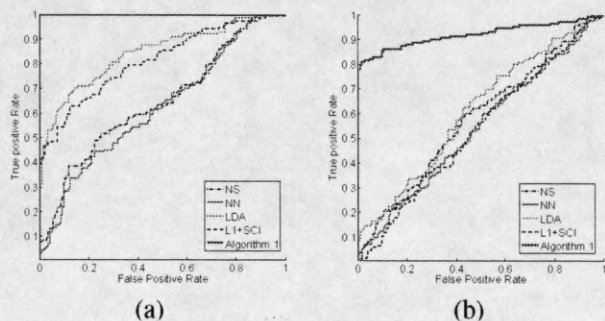 1
0.9
0.8
0.7
0.6
0.5
0.4
0.3
0.2
0.1
True positive Rate
0 0.2 0.4 0.6 0.8 1
False Positive Rate
NS
NN
LDA
L1+SCI
Algorithm 1
(a)
1
0.9
0.8
0.7
0.6
0.5
0.4
0.3
0.2
0.1
True positive Rate
0 0.2 0.4 0.6 0.8 1
False Positive Rate
NS
NN
LDA
L1+SCI
Algorithm 1
(b)